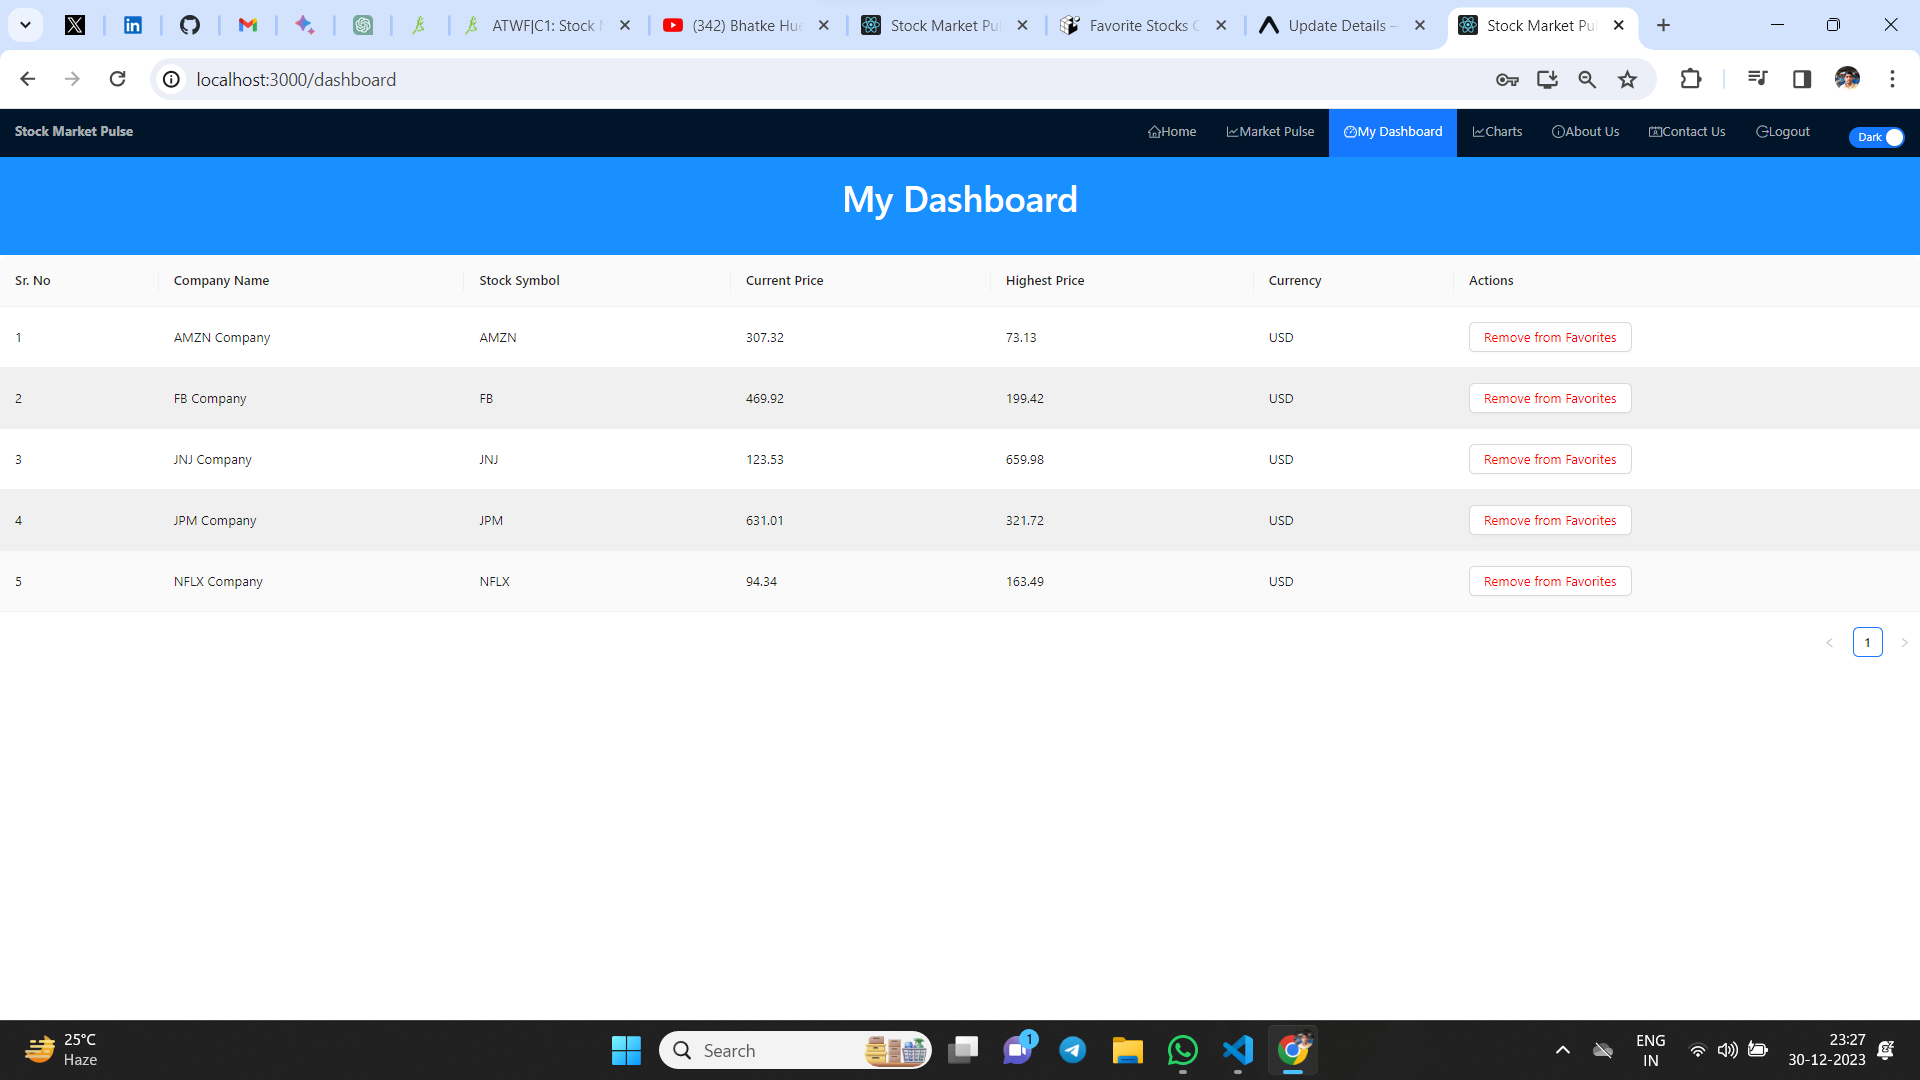 ATWF|C1: Stock M
(342) Bhatke Hue
Stock Market Pul
Favorite Stocks C
Update Details –
Stock Market Pul
localhost:3000/dashboard
Stock Market Pulse
Home
Market Pulse
My Dashboard
Charts
About Us
Contact Us
Logout
Dark
My Dashboard
Sr. No Company Name Stock Symbol Current Price Highest Price Currency Actions
1 AMZN Company AMZN 307.32 73.13 USD Remove from Favorites
2 FB Company FB 469.92 199.42 USD Remove from Favorites
3 JNJ Company JNJ 123.53 659.98 USD Remove from Favorites
4 JPM Company JPM 631.01 321.72 USD Remove from Favorites
5 NFLX Company NFLX 94.34 163.49 USD Remove from Favorites
1
25°C
Haze
Search
1
ENG
IN
23:27
30-12-2023